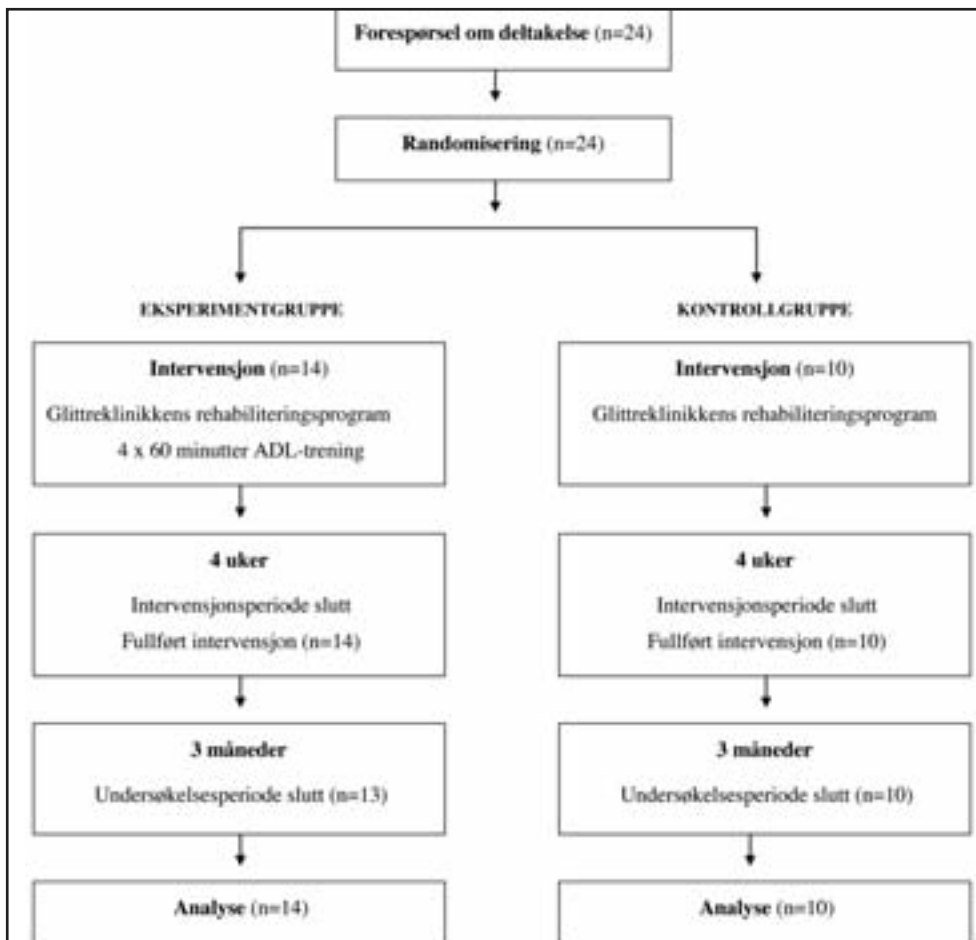 Forespørsel om deltakelse (n=24)
Randomisering (n=24)
EKSPERIMENTGRUPPE
Intervensjon (n=14)
Glittreklinikkens rehabiliteringsprogram
4 x 60 minutter ADL-trening
4 uker
Intervensjonsperiode slutt
Fullført intervensjon (n=14)
3 måneder
Undersøkelsesperiode slutt (n=13)
Analyse (n=14)
KONTROLLGRUPPE
Intervensjon (n=10)
Glittreklinikkens rehabiliteringsprogram
4 uker
Intervensjonsperiode slutt
Fullført intervensjon (n=10)
3 måneder
Undersøkelsesperiode slutt (n=10)
Analyse (n=10)